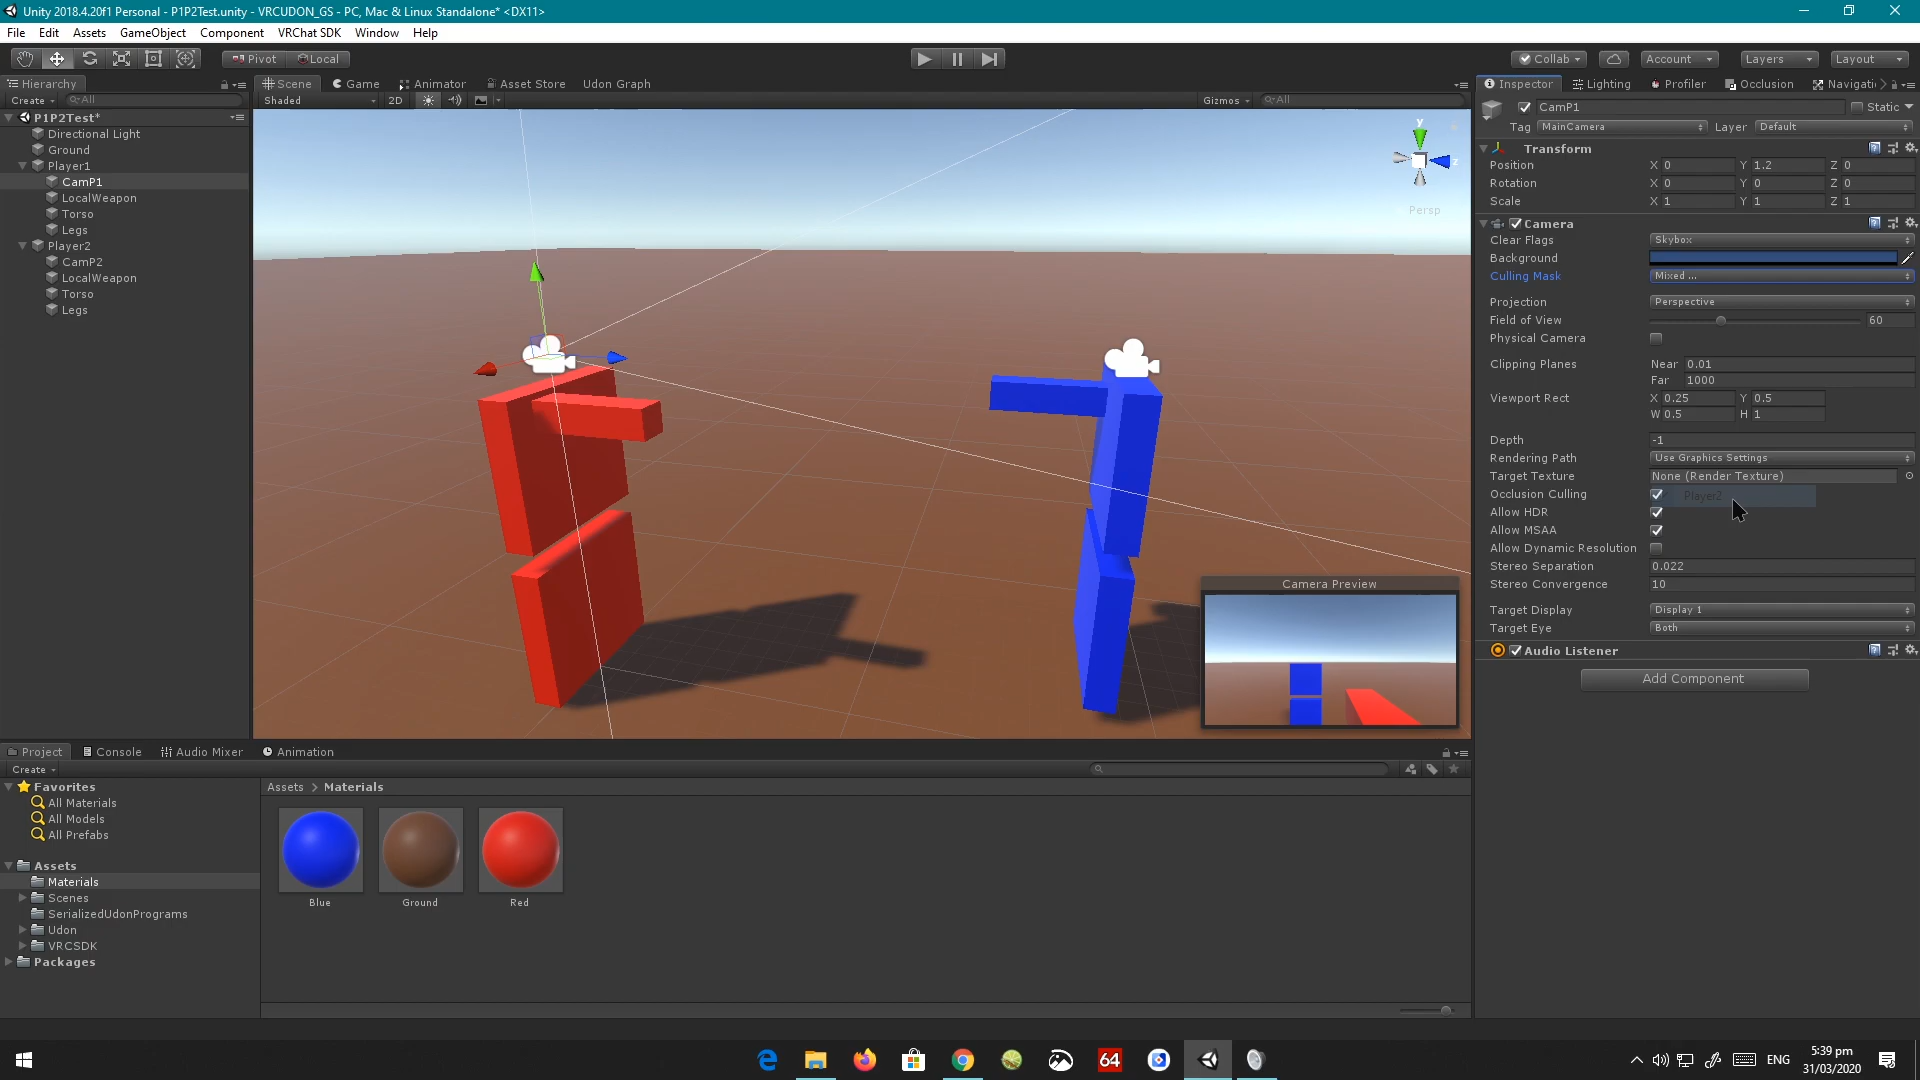 Unity 2018.4.20f1 Personal - P1P2Test.unity - VRCUDON_GS - PC, Mac & Linux Standalone* <DX11>
File Edit Assets GameObject Component VRChat SDK Window Help
Pivot Local
Collab Account Layers Layout
Hierarchy
Create All
P1P2Test*
Directional Light
Ground
Player1
CamP1
LocalWeapon
Torso
Legs
Player2
CamP2
LocalWeapon
Torso
Legs
Scene Game Animator Asset Store Udon Graph
Shaded 2D Gizmos All
y
z
Persp
Camera Preview
Inspector Lighting Profiler Occlusion Navigati
CamP1 Static
Tag MainCamera Layer Default
Transform
Position X 0 Y 1.2 Z 0
Rotation X 0 Y 0 Z 0
Scale X 1 Y 1 Z 1
Camera
Clear Flags Skybox
Background
Culling Mask Mixed ...
Projection Perspective
Field of View 60
Physical Camera
Clipping Planes Near 0.01
Far 1000
Viewport Rect X 0.25 Y 0.5
W 0.5 H 1
Depth -1
Rendering Path Use Graphics Settings
Target Texture None (Render Texture)
Occlusion Culling Player2
Allow HDR
Allow MSAA
Allow Dynamic Resolution
Stereo Separation 0.022
Stereo Convergence 10
Target Display Display 1
Target Eye Both
Audio Listener
Add Component
Project Console Audio Mixer Animation
Create
Favorites
All Materials
All Models
All Prefabs
Assets
Materials
Scenes
SerializedUdonPrograms
Udon
VRCSDK
Packages
Assets > Materials
Blue Ground Red
64
ENG
5:39 pm
31/03/2020